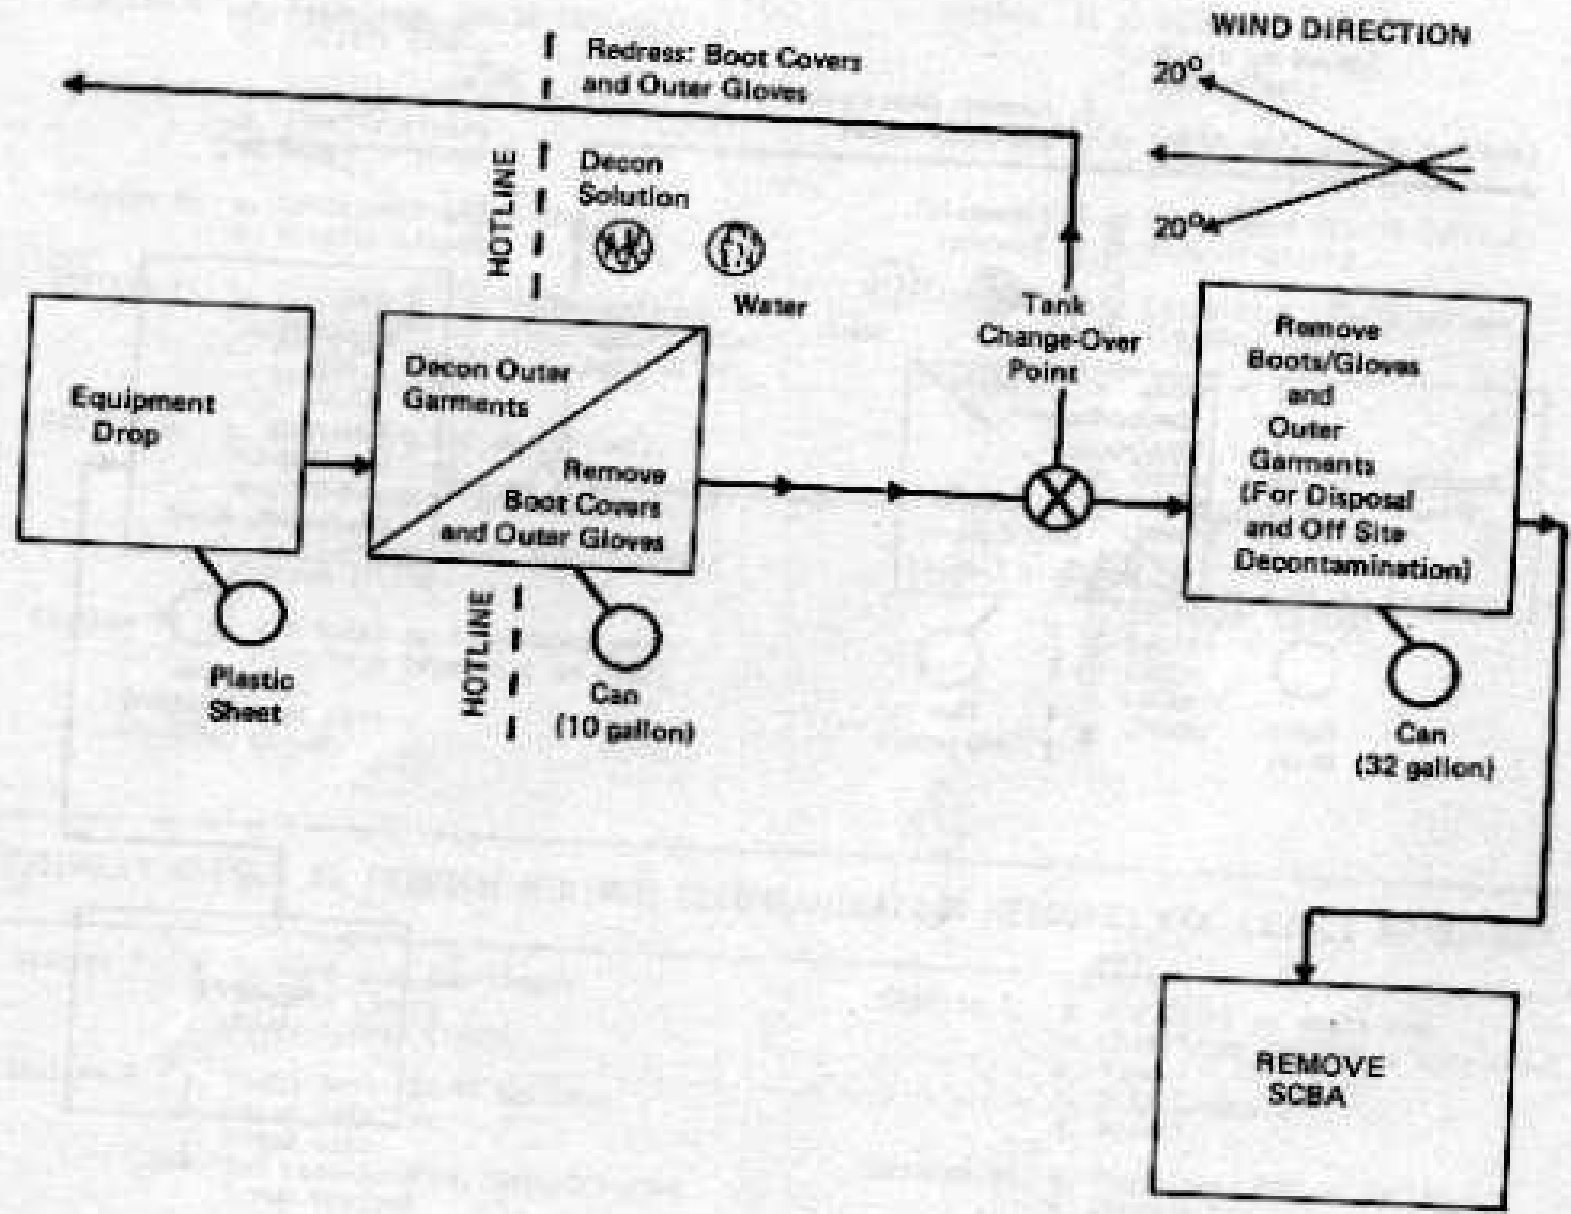 WIND DIRECTION
Redress: Boot Covers
and Outer Gloves
20°
20°
HOTLINE
Decon
Solution
Water
Tank
Change-Over
Point
Equipment
Drop
Decon Outer
Garments
Remove
Boot Covers
and Outer Gloves
Remove
Boots/Gloves
and
Outer
Garments
(For Disposal
and Off Site
Decontamination)
Plastic
Sheet
HOTLINE
Can
(10 gallon)
Can
(32 gallon)
REMOVE
SCBA